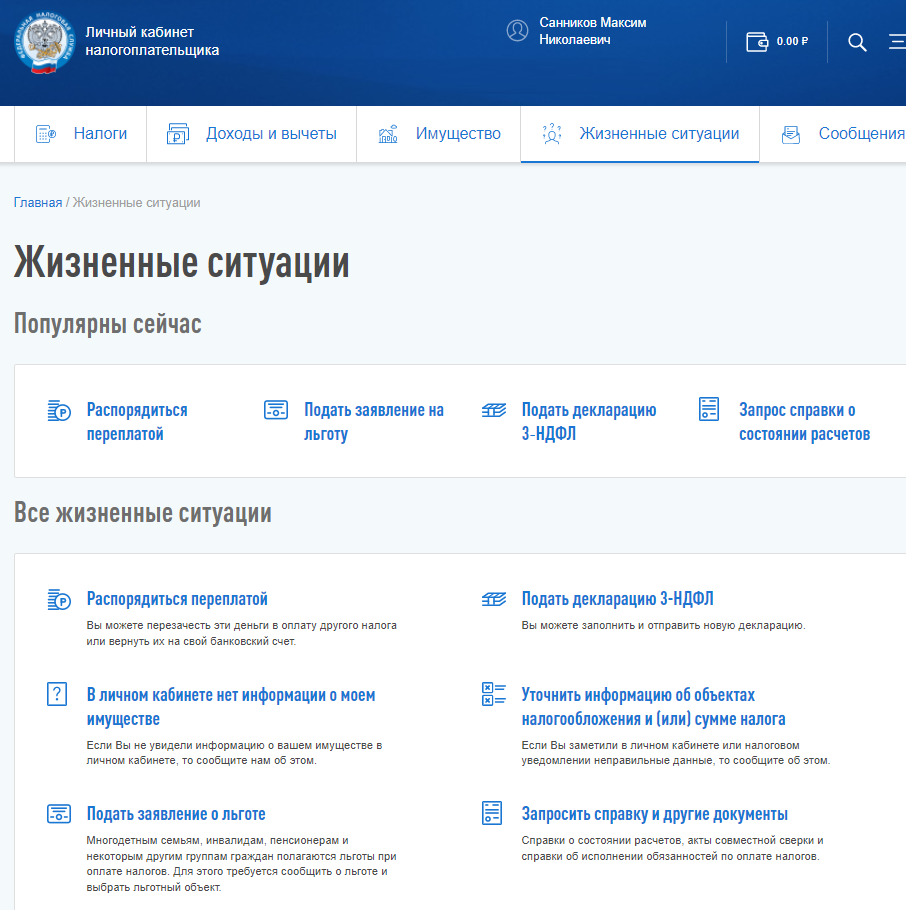 Личный кабинет
налогоплательщика
Санников Максим
Николаевич
0.00 ₽
Налоги
Доходы и вычеты
Имущество
Жизненные ситуации
Сообщения
Главная / Жизненные ситуации
Жизненные ситуации
Популярны сейчас
Распорядиться
переплатой
Подать заявление на
льготу
Подать декларацию
3-НДФЛ
Запрос справки о
состоянии расчетов
Все жизненные ситуации
Распорядиться переплатой
Вы можете перезачесть эти деньги в оплату другого налога
или вернуть их на свой банковский счет.
Подать декларацию 3-НДФЛ
Вы можете заполнить и отправить новую декларацию.
В личном кабинете нет информации о моем
имуществе
Если Вы не увидели информацию о вашем имуществе в
личном кабинете, то сообщите нам об этом.
Уточнить информацию об объектах
налогообложения и (или) сумме налога
Если Вы заметили в личном кабинете или налоговом
уведомлении неправильные данные, то сообщите об этом.
Подать заявление о льготе
Многодетным семьям, инвалидам, пенсионерам и
некоторым другим группам граждан полагаются льготы при
оплате налогов. Для этого требуется сообщить о льготе и
выбрать льготный объект.
Запросить справку и другие документы
Справки о состоянии расчетов, акты совместной сверки и
справки об исполнении обязанностей по оплате налогов.